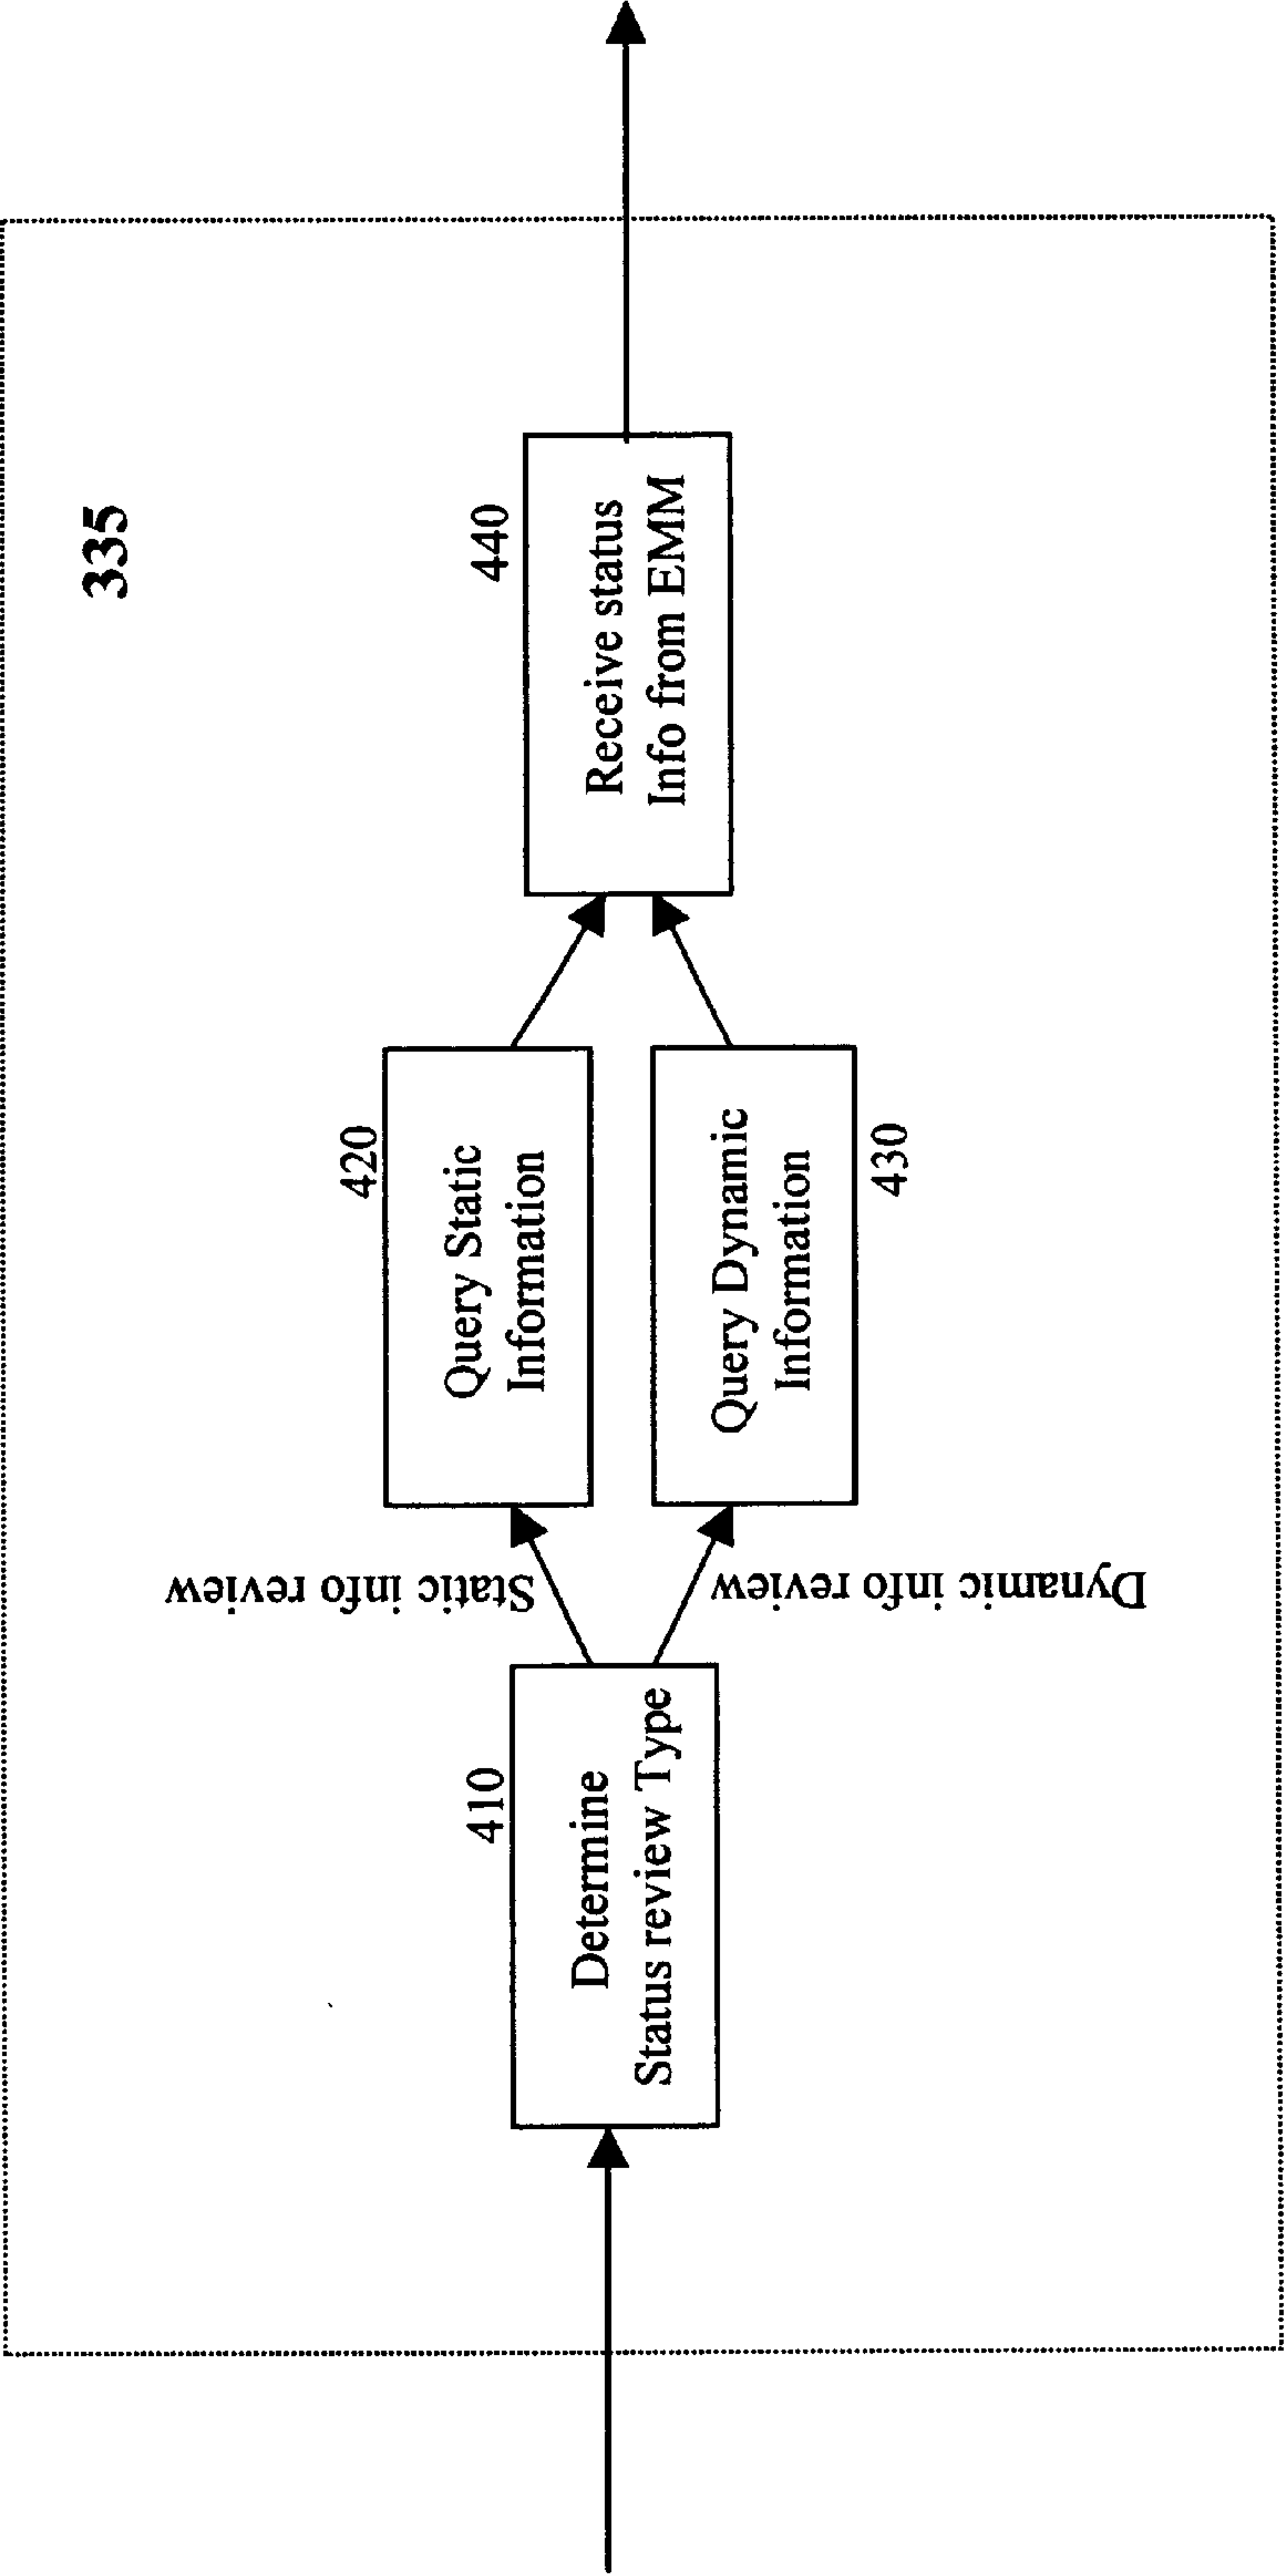 335
410
Determine
Status review Type
Static info review
Dynamic info review
420
Query Static
Information
Query Dynamic
Information
430
440
Receive status
Info from EMM